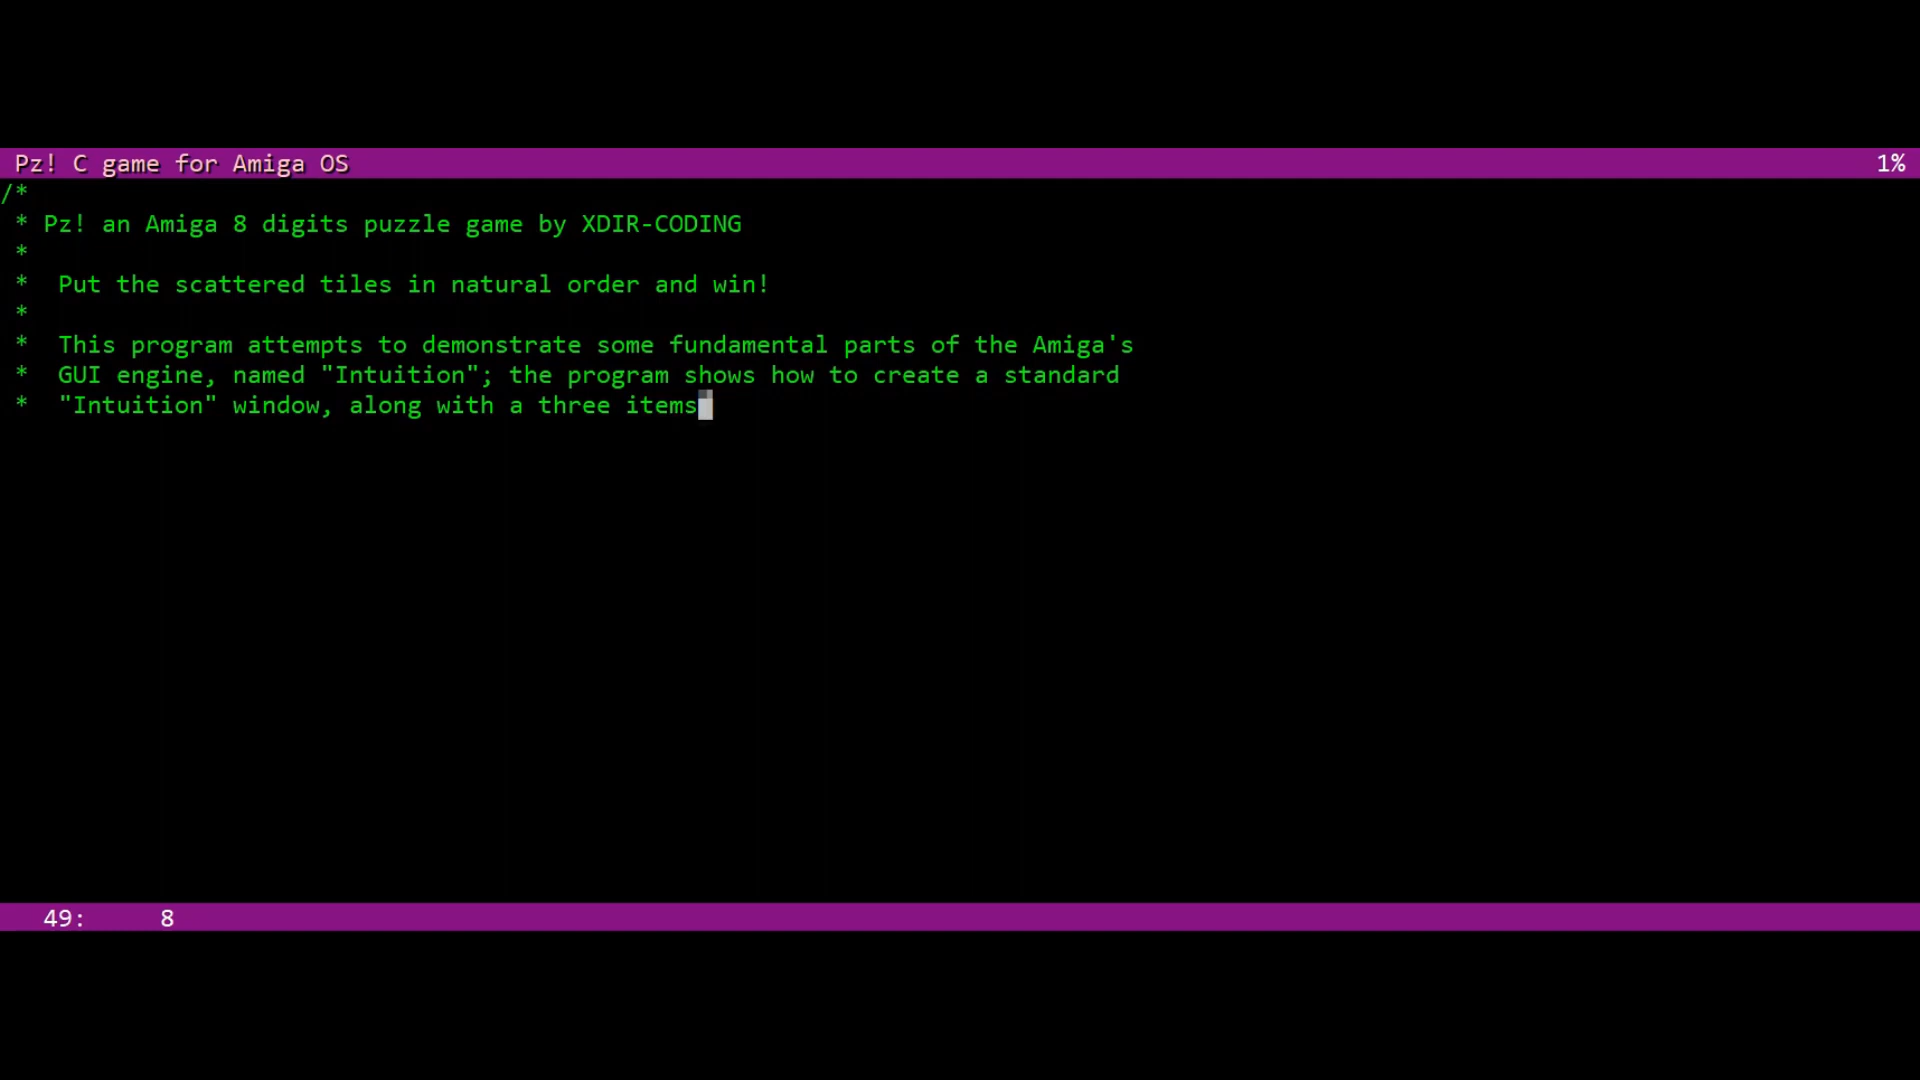 Pz! C game for Amiga OS 1%
/*
* Pz! an Amiga 8 digits puzzle game by XDIR-CODING
*
* Put the scattered tiles in natural order and win!
*
* This program attempts to demonstrate some fundamental parts of the Amiga's
* GUI engine, named "Intuition"; the program shows how to create a standard
* "Intuition" window, along with a three items
49: 8